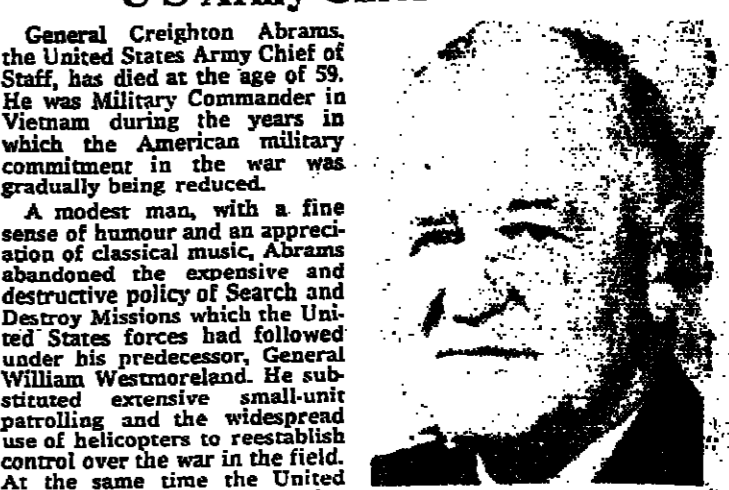 U S Army
General Creighton Abrams,
the United States Army Chief of
Staff, has died at the age of 59.
He was Military Commander in
Vietnam during the years in
which the American military
commitment in the war was
gradually being reduced.
A modest man, with a fine
sense of humour and an appreci-
ation of classical music, Abrams
abandoned the expensive and
destructive policy of Search and
Destroy Missions which the Uni-
ted States forces had followed
under his predecessor, General
William Westmoreland. He sub-
stituted extensive small-unit
patrolling and the widespread
use of helicopters to reestablish
control over the war in the field.
At the same time the United